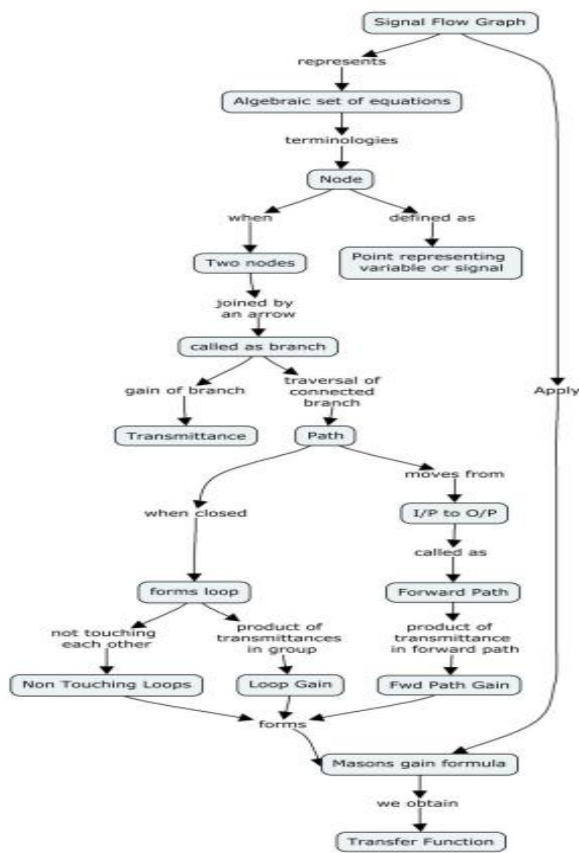 Signal Flow Graph
represents
Algebraic set of equations
terminologies
Node
when
defined as
Two nodes
Point representing
variable or signal
joined by
an arrow
called as branch
gain of branch
traversal of
connected
branch
Apply
Transmittance
Path
moves from
when closed
I/P to O/P
called as
forms loop
Forward Path
not touching
each other
product of
transmittances
in group
product of
transmittance
in forward path
Non Touching Loops
Loop Gain
Fwd Path Gain
forms
Masons gain formula
we obtain
Transfer Function